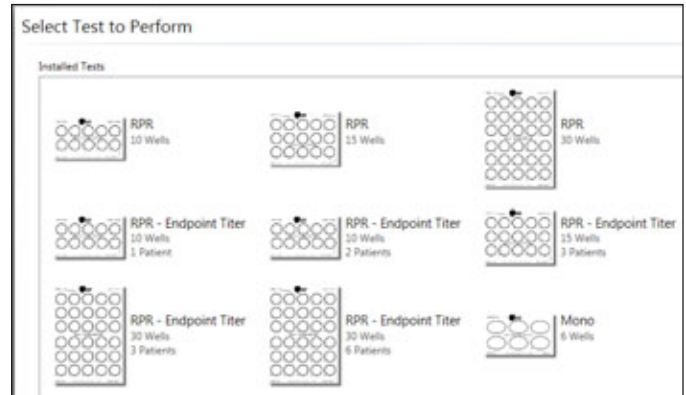 Select Test to Perform
Installed Tests
RPR
10 Wells
RPR
15 Wells
RPR
30 Wells
RPR - Endpoint Titer
10 Wells
1 Patient
RPR - Endpoint Titer
10 Wells
2 Patients
RPR - Endpoint Titer
15 Wells
3 Patients
RPR - Endpoint Titer
30 Wells
3 Patients
RPR - Endpoint Titer
30 Wells
6 Patients
Mono
6 Wells